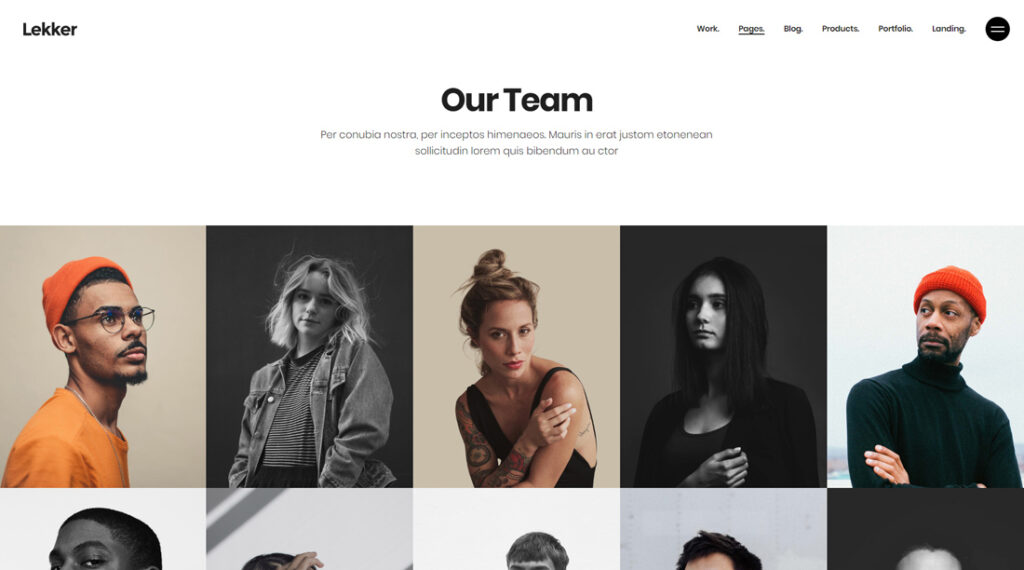 Lekker
Work. Pages. Blog. Products. Portfolio. Landing.
Our Team
Per conubia nostra, per inceptos himenaeos. Mauris in erat justom etonenean
sollicitudin lorem quis bibendum au ctor